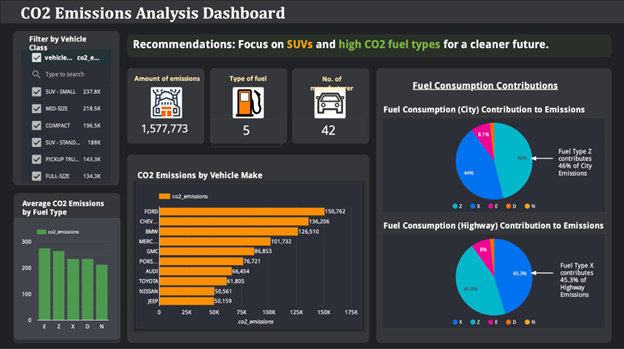 CO2 Emissions Analysis Dashboard
Filter by Vehicle
Class
vehicle... co2_e...
Type to search
SUV - SMALL 237.8K
MID-SIZE 218.5K
COMPACT 196.5K
SUV - STAND... 188K
PICKUP TRU... 143.3K
FULL-SIZE 134.3K
Average CO2 Emissions
by Fuel Type
co2_emissions
300
200
100
0
E Z X D N
Recommendations: Focus on SUVs and high CO2 fuel types for a cleaner future.
Amount of emissions
1,577,773
Type of fuel
5
No. of
42
CO2 Emissions by Vehicle Make
co2_emissions
FORD 150,762
CHEV... 136,206
BMW 126,510
MERC... 101,732
GMC 86,853
PORS... 76,721
AUDI 66,454
TOYOTA 61,805
NISSAN 50,561
JEEP 50,159
0 25K 50K 75K 100K 125K 150K 175K
co2_emissions
Fuel Consumption Contributions
Fuel Consumption (City) Contribution to Emissions
8.1%
46%
44%
Fuel Type Z
contributes
46% of City
Emissions
Z X E D N
Fuel Consumption (Highway) Contribution to Emissions
8%
45.3%
44.8%
Fuel Type X
contributes
45.3% of
Highway
Emissions
X Z E D N